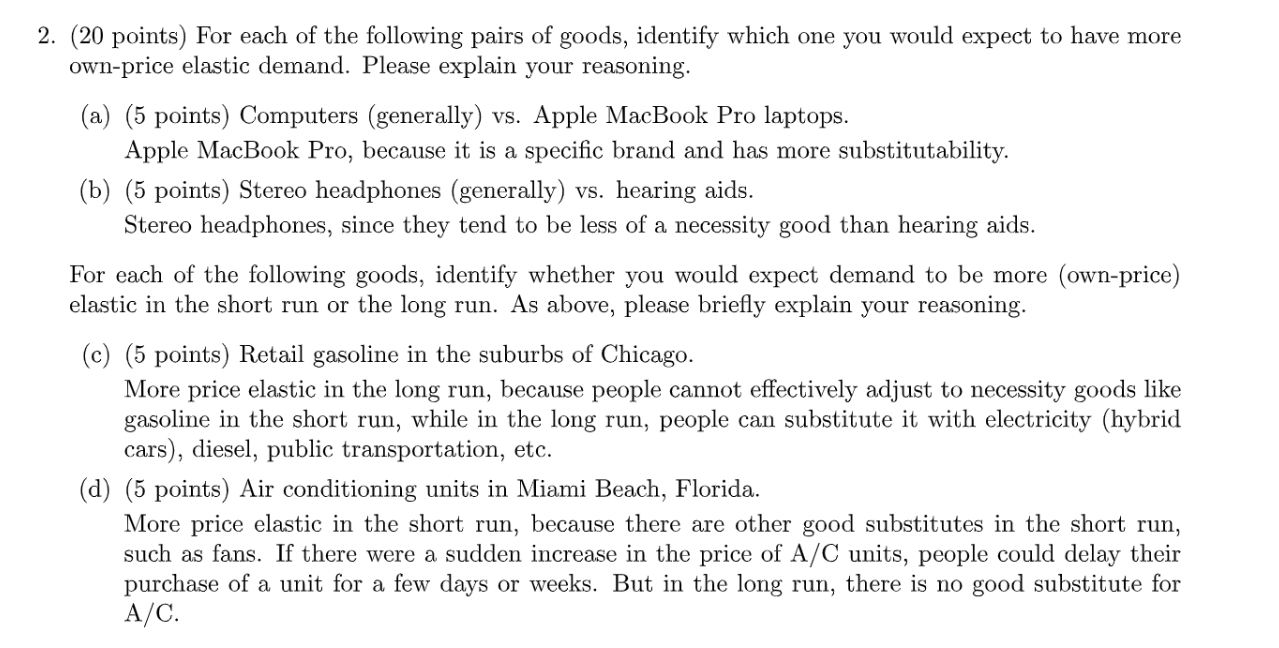 2. (20 points) For each of the following pairs of goods, identify which one you would expect to have more
own-price elastic demand. Please explain your reasoning.
(a) (5 points) Computers (generally) vs. Apple MacBook Pro laptops.
Apple MacBook Pro, because it is a specific brand and has more substitutability.
(b) (5 points) Stereo headphones (generally) vs. hearing aids.
Stereo headphones, since they tend to be less of a necessity good than hearing aids.
For each of the following goods, identify whether you would expect demand to be more (own-price)
elastic in the short run or the long run. As above, please briefly explain your reasoning.
(c) (5 points) Retail gasoline in the suburbs of Chicago.
More price elastic in the long run, because people cannot effectively adjust to necessity goods like
gasoline in the short run, while in the long run, people can substitute it with electricity (hybrid
cars), diesel, public transportation, etc.
(d) (5 points) Air conditioning units in Miami Beach, Florida.
More price elastic in the short run, because there are other good substitutes in the short run,
such as fans. If there were a sudden increase in the price of A/C units, people could delay their
purchase of a unit for a few days or weeks. But in the long run, there is no good substitute for
A/C.